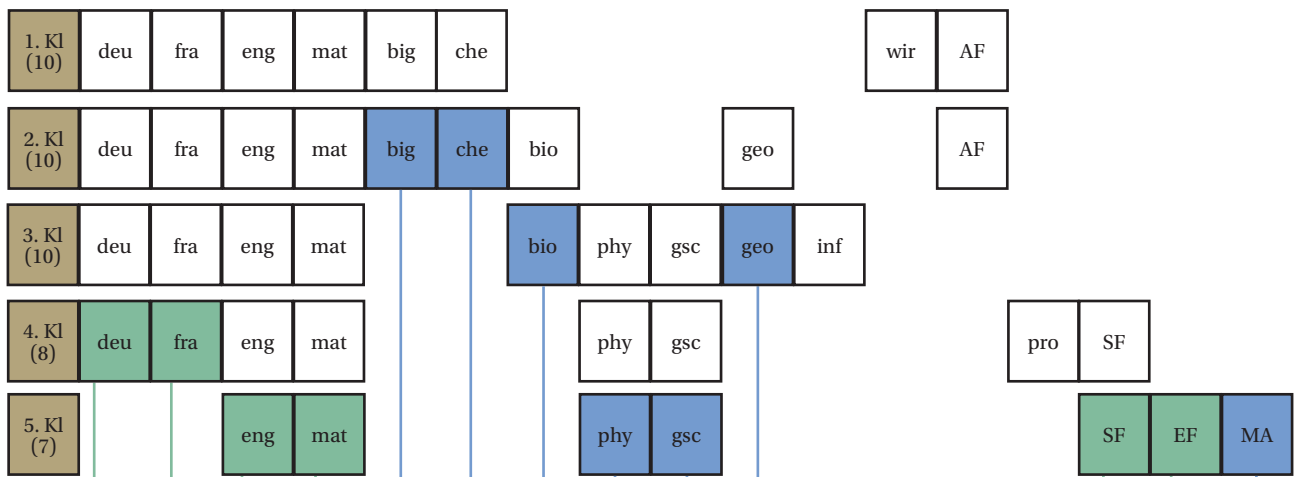 1. Kl
(10)
deu fra eng mat big che wir AF
2. Kl
(10)
deu fra eng mat big che bio geo AF
3. Kl
(10)
deu fra eng mat bio phy gsc geo inf
4. Kl
(8)
deu fra eng mat phy gsc pro SF
5. Kl
(7)
eng mat phy gsc SF EF MA